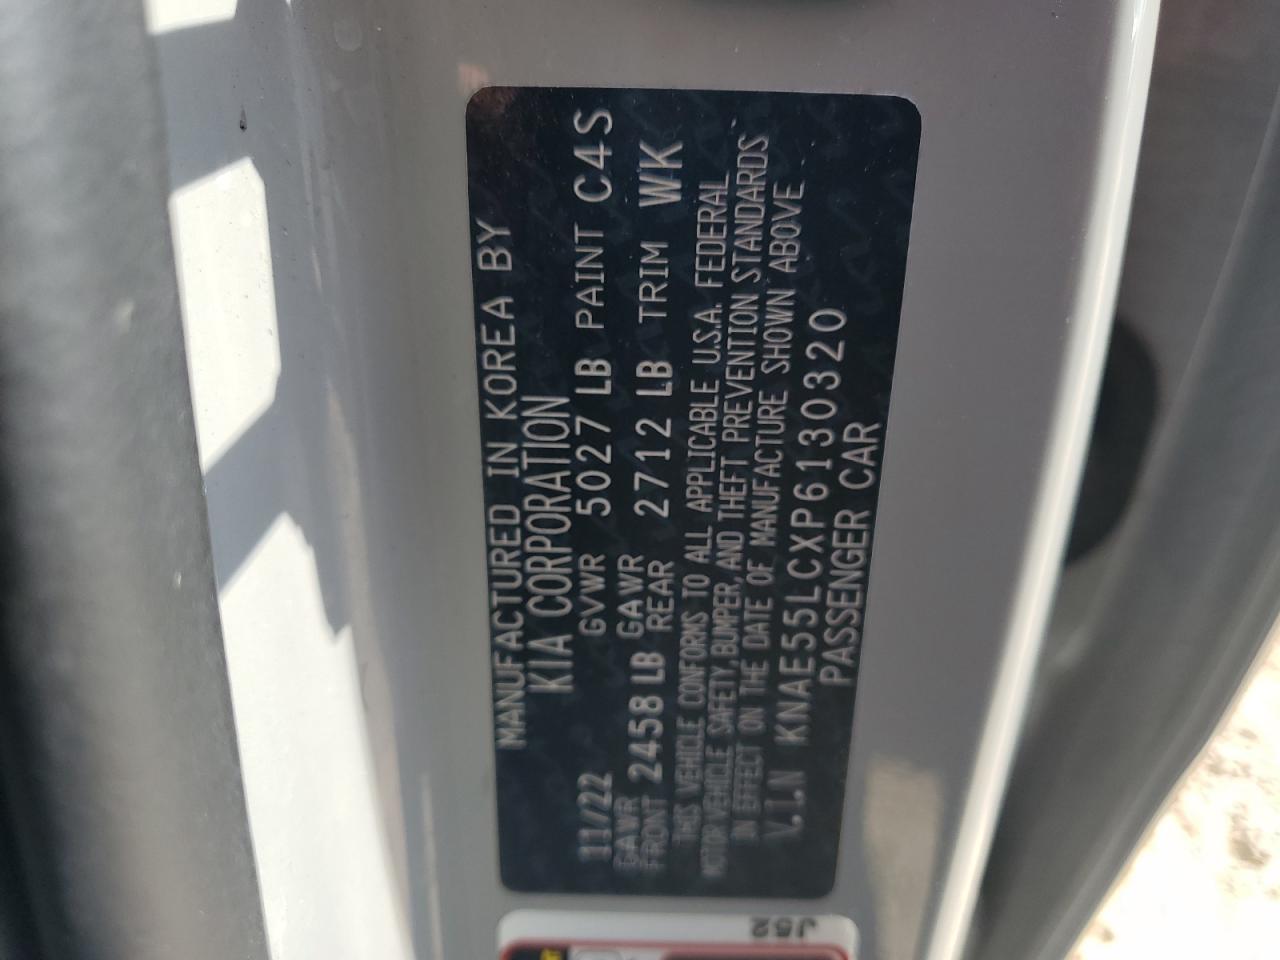 MANUFACTURED IN KOREA BY
KIA CORPORATION
11/22 GVWR 5027 LB PAINT C4S
GAWR FRONT 2458 LB GAWR REAR 2712 LB TRIM WK
THIS VEHICLE CONFORMS TO ALL APPLICABLE U.S.A. FEDERAL
MOTOR VEHICLE SAFETY, BUMPER, AND THEFT PREVENTION STANDARDS
IN EFFECT ON THE DATE OF MANUFACTURE SHOWN ABOVE
V.I.N KNAE55LCXP6130320
PASSENGER CAR
J52